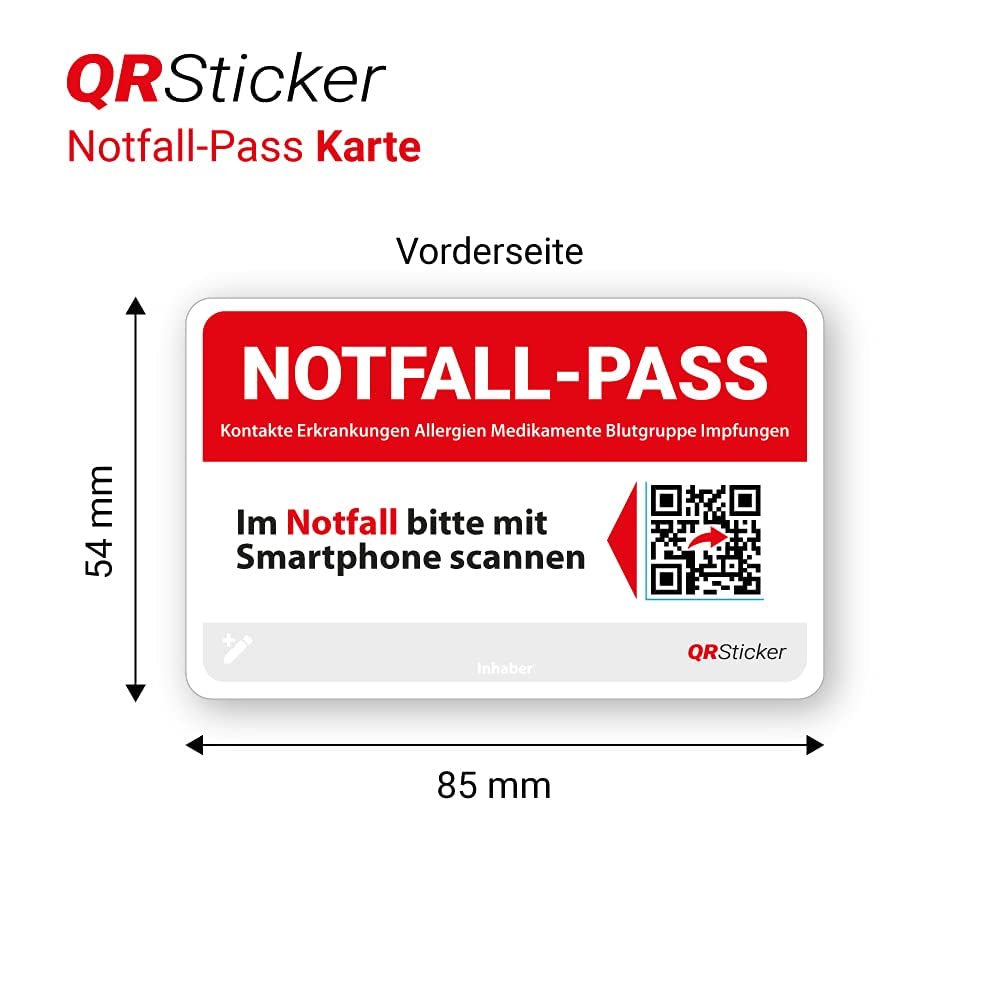 QRSticker
Notfall-Pass Karte
Vorderseite
NOTFALL-PASS
Kontakte Erkrankungen Allergien Medikamente Blutgruppe Impfungen
Im Notfall bitte mit
Smartphone scannen
54 mm
QRSticker
Inhaber
85 mm